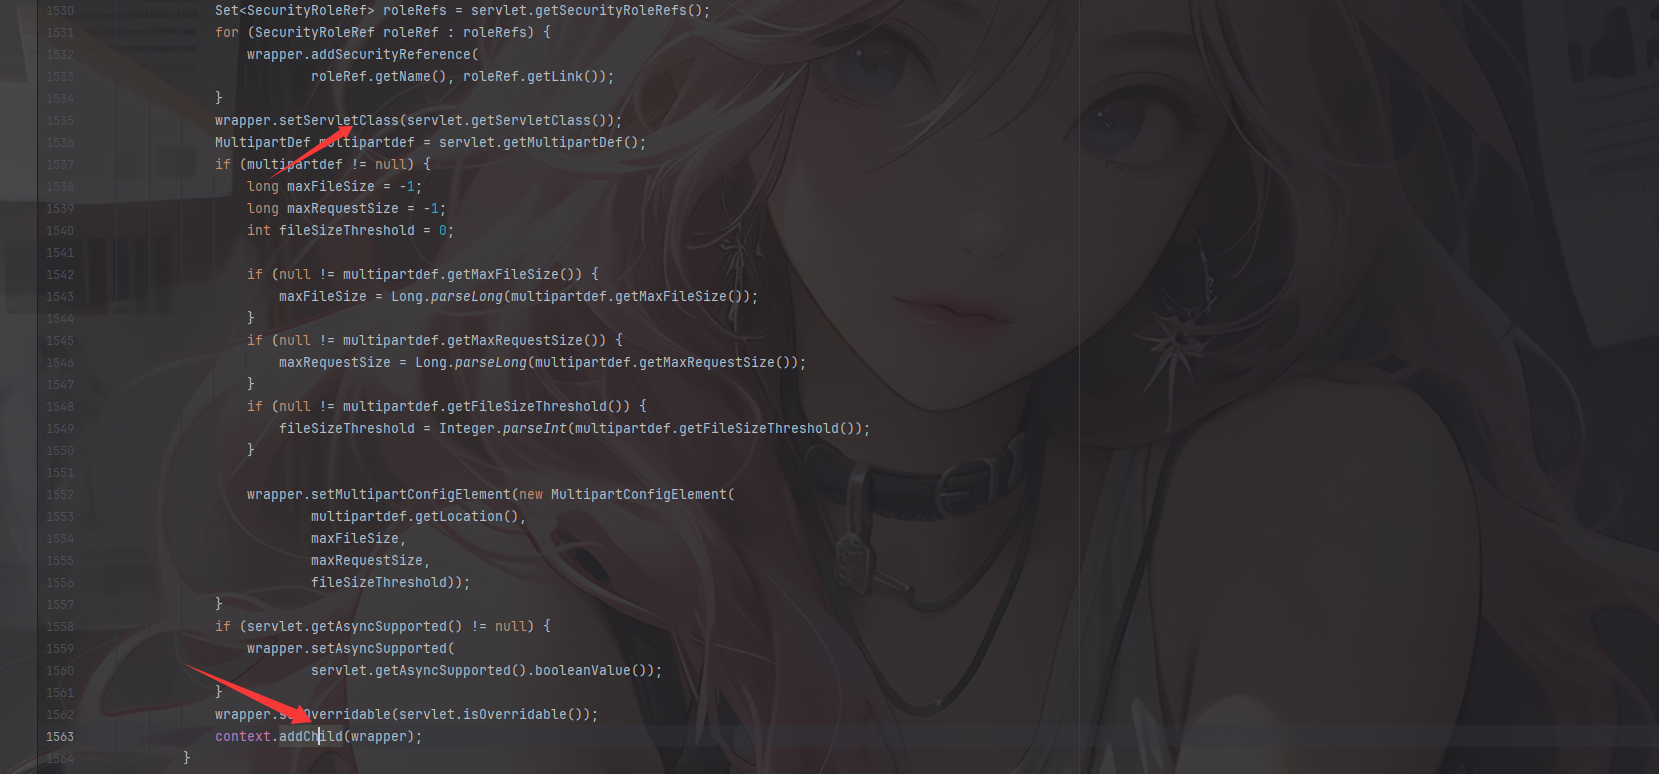 1530 Set<SecurityRoleRef> roleRefs = servlet.getSecurityRoleRefs();
1531 for (SecurityRoleRef roleRef : roleRefs) {
1532 wrapper.addSecurityReference(
1533 roleRef.getName(), roleRef.getLink());
1534 }
1535 wrapper.setServletClass(servlet.getServletClass());
1536 MultipartDef multipartdef = servlet.getMultipartDef();
1537 if (multipartdef != null) {
1538 long maxFileSize = -1;
1539 long maxRequestSize = -1;
1540 int fileSizeThreshold = 0;
1541
1542 if (null != multipartdef.getMaxFileSize()) {
1543 maxFileSize = Long.parseLong(multipartdef.getMaxFileSize());
1544 }
1545 if (null != multipartdef.getMaxRequestSize()) {
1546 maxRequestSize = Long.parseLong(multipartdef.getMaxRequestSize());
1547 }
1548 if (null != multipartdef.getFileSizeThreshold()) {
1549 fileSizeThreshold = Integer.parseInt(multipartdef.getFileSizeThreshold());
1550 }
1551
1552 wrapper.setMultipartConfigElement(new MultipartConfigElement(
1553 multipartdef.getLocation(),
1554 maxFileSize,
1555 maxRequestSize,
1556 fileSizeThreshold));
1557 }
1558 if (servlet.getAsyncSupported() != null) {
1559 wrapper.setAsyncSupported(
1560 servlet.getAsyncSupported().booleanValue());
1561 }
1562 wrapper.setOverridable(servlet.isOverridable());
1563 context.addChild(wrapper);
1564 }